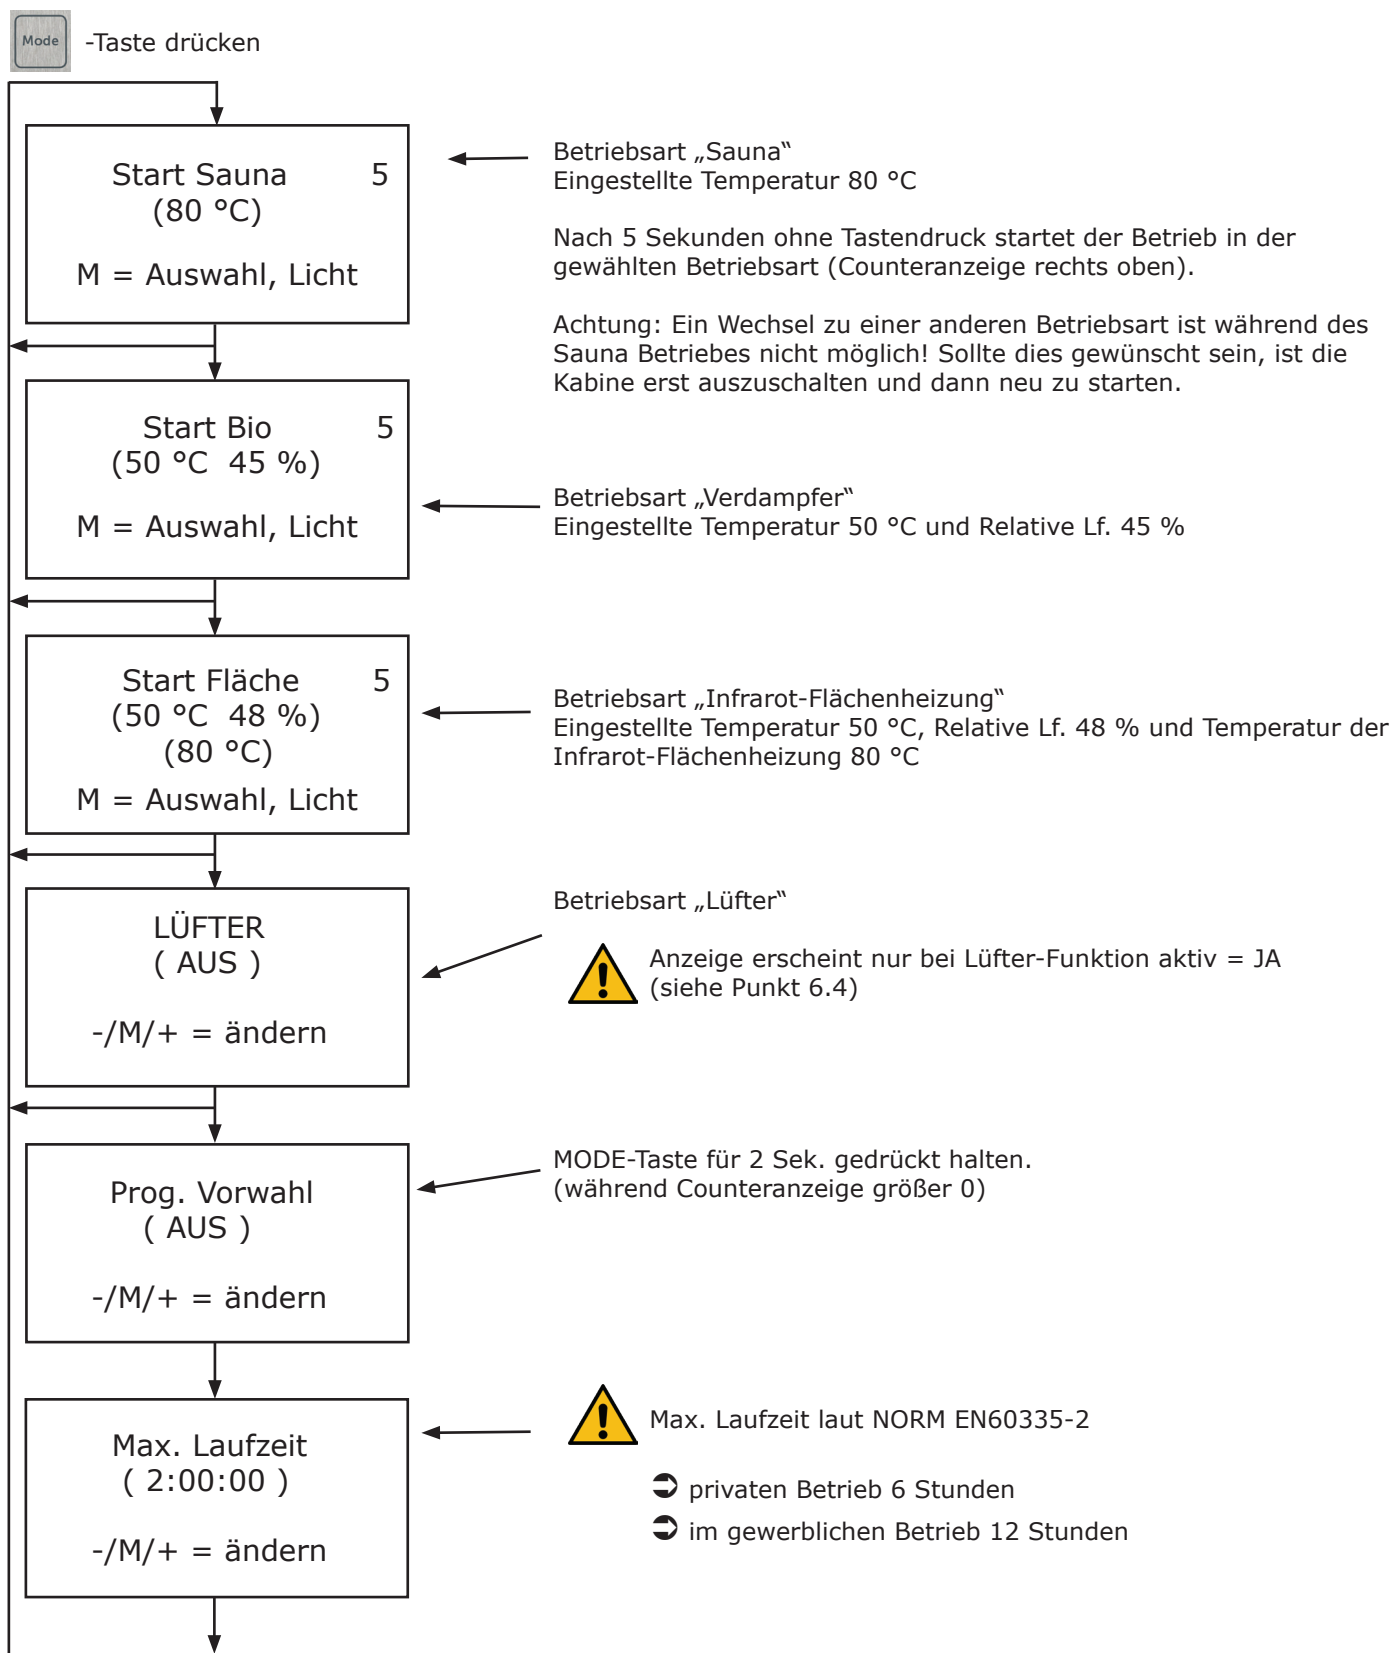 Mode -Taste drücken
Start Sauna 5
(80 °C)
M = Auswahl, Licht
Betriebsart „Sauna“
Eingestellte Temperatur 80 °C
Nach 5 Sekunden ohne Tastendruck startet der Betrieb in der
gewählten Betriebsart (Counteranzeige rechts oben).
Achtung: Ein Wechsel zu einer anderen Betriebsart ist während des
Sauna Betriebes nicht möglich! Sollte dies gewünscht sein, ist die
Kabine erst auszuschalten und dann neu zu starten.
Start Bio 5
(50 °C 45 %)
M = Auswahl, Licht
Betriebsart „Verdampfer“
Eingestellte Temperatur 50 °C und Relative Lf. 45 %
Start Fläche 5
(50 °C 48 %)
(80 °C)
M = Auswahl, Licht
Betriebsart „Infrarot-Flächenheizung“
Eingestellte Temperatur 50 °C, Relative Lf. 48 % und Temperatur der
Infrarot-Flächenheizung 80 °C
LÜFTER
( AUS )
-/M/+ = ändern
Betriebsart „Lüfter“
Anzeige erscheint nur bei Lüfter-Funktion aktiv = JA
(siehe Punkt 6.4)
Prog. Vorwahl
( AUS )
-/M/+ = ändern
MODE-Taste für 2 Sek. gedrückt halten.
(während Counteranzeige größer 0)
Max. Laufzeit
( 2:00:00 )
-/M/+ = ändern
Max. Laufzeit laut NORM EN60335-2
➲ privaten Betrieb 6 Stunden
➲ im gewerblichen Betrieb 12 Stunden